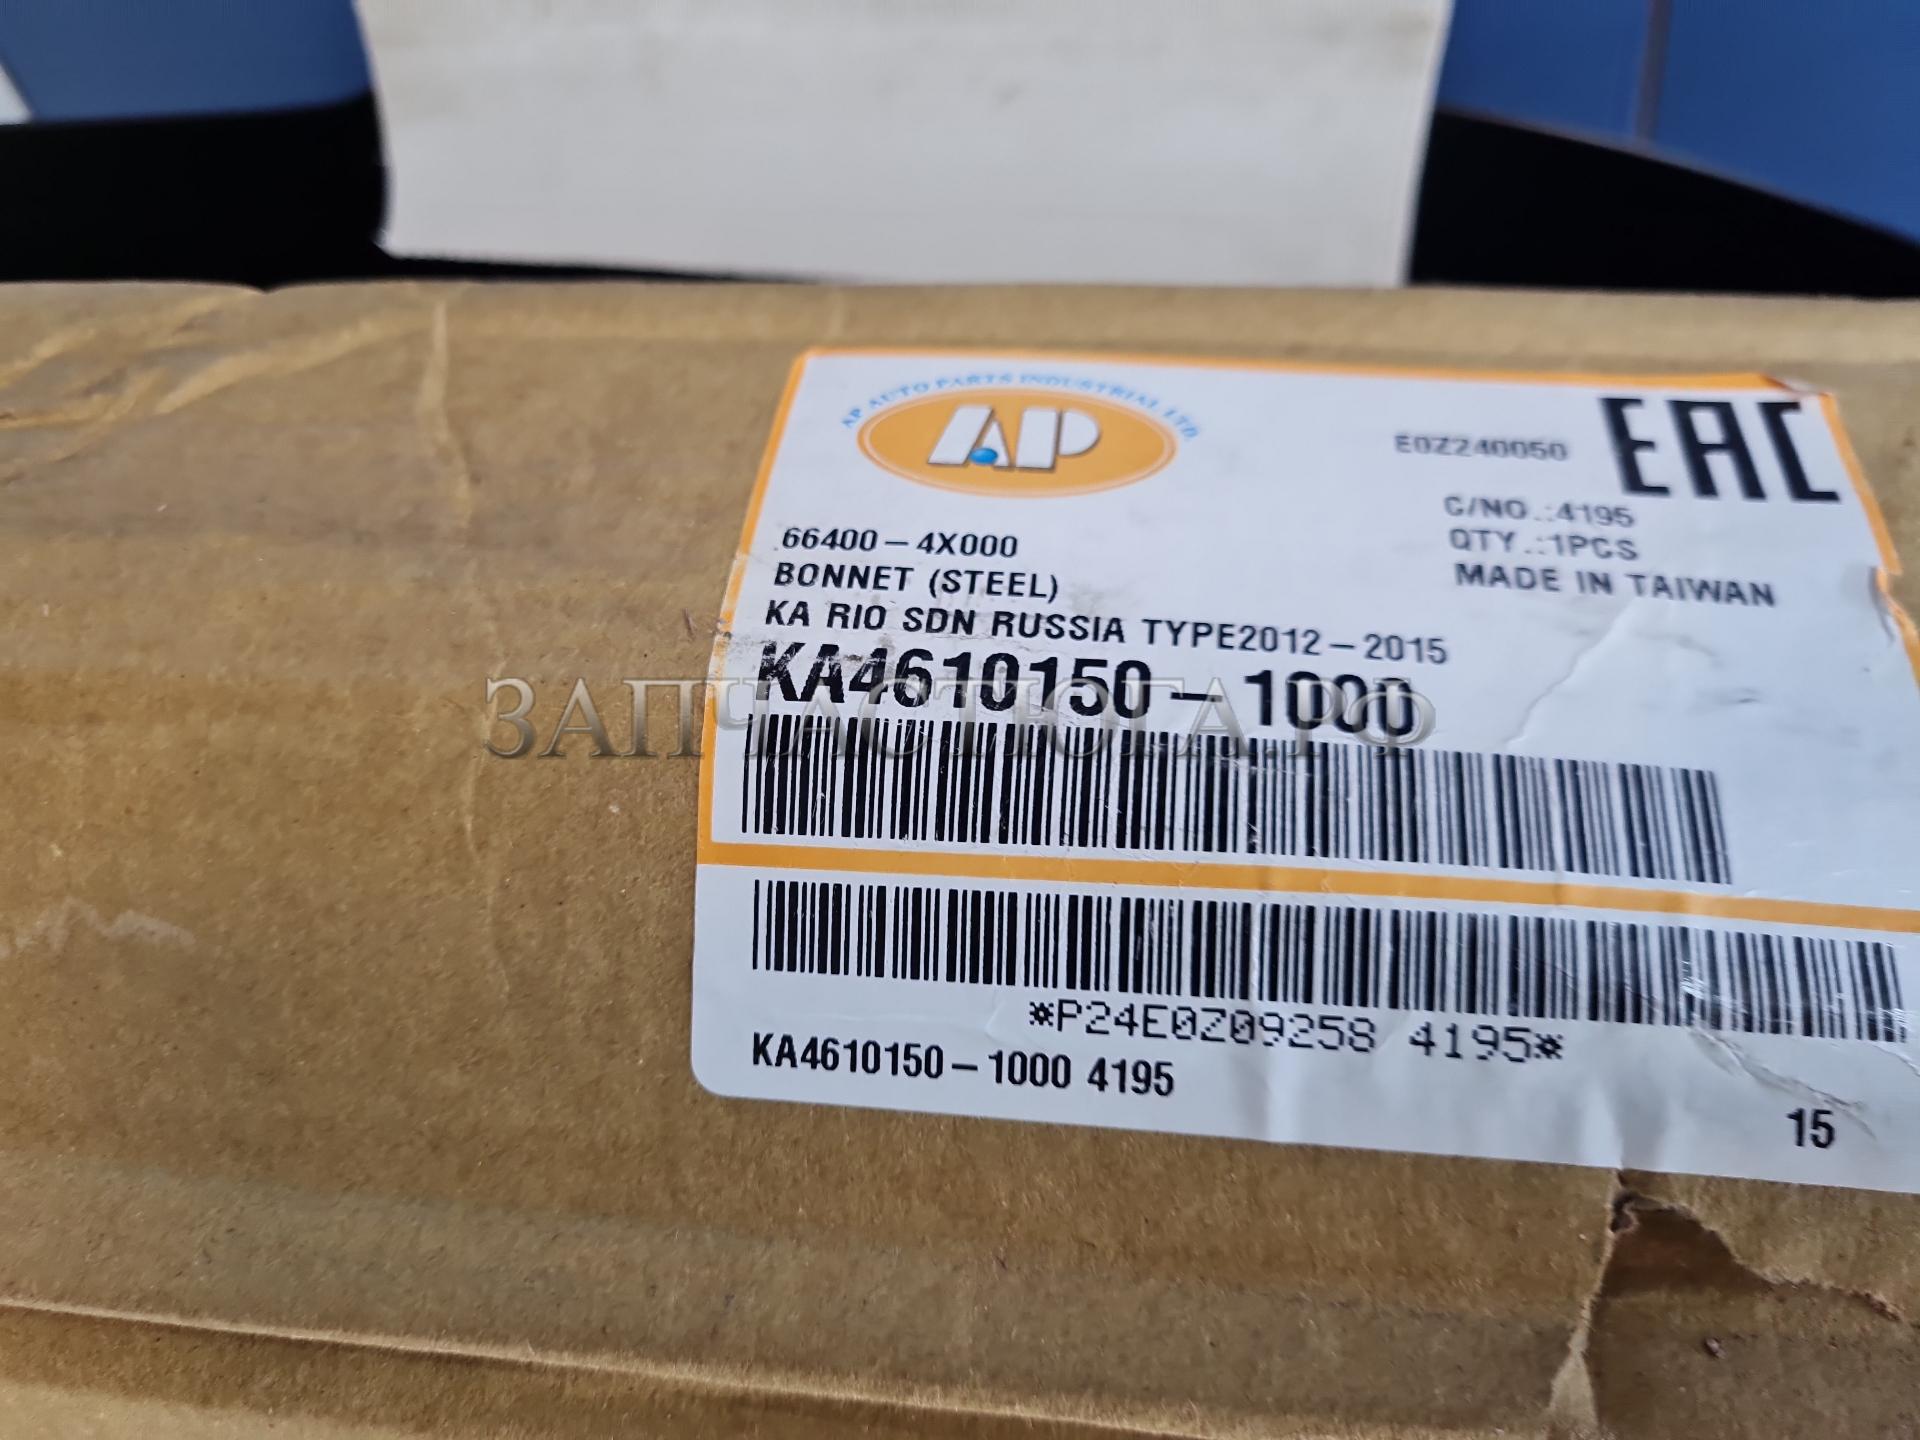 AP AUTO PARTS INDUSTRIAL LTD.
AP
E0Z240050
EAC
C/NO.:4195
QTY.:1PCS
MADE IN TAIWAN
66400-4X000
BONNET (STEEL)
KA RIO SDN RUSSIA TYPE2012-2015
KA4610150-1000
ЗАПЧАСТЮГА.РФ
*P24E0Z09258 4195*
KA4610150-1000 4195
15